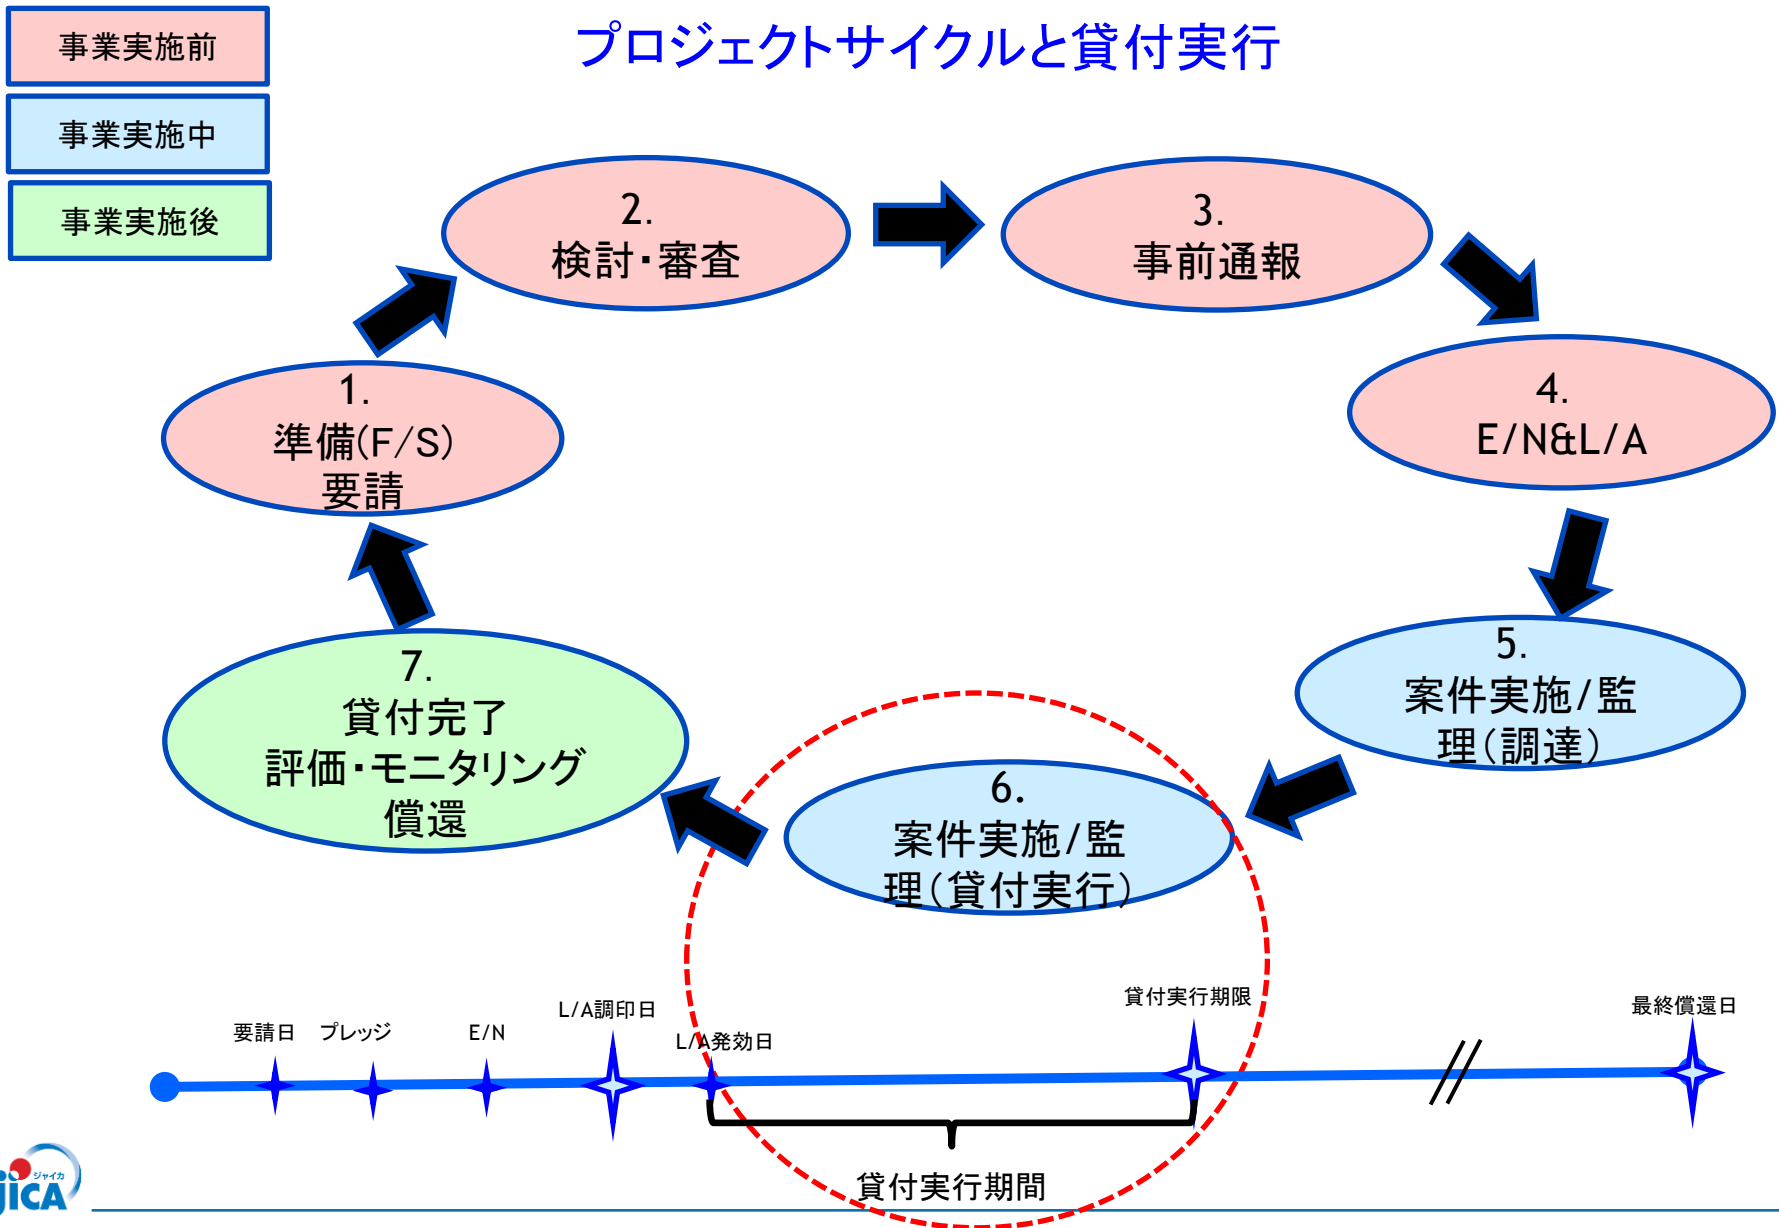 プロジェクトサイクルと貸付実行
事業実施前
事業実施中
事業実施後
1.
準備(F/S)
要請
2.
検討・審査
3.
事前通報
4.
E/N&L/A
5.
案件実施/監
理(調達)
6.
案件実施/監
理(貸付実行)
7.
貸付完了
評価・モニタリング
償還
要請日
プレッジ
E/N
L/A調印日
L/A発効日
貸付実行期限
最終償還日
貸付実行期間
ジャイカ
jICA